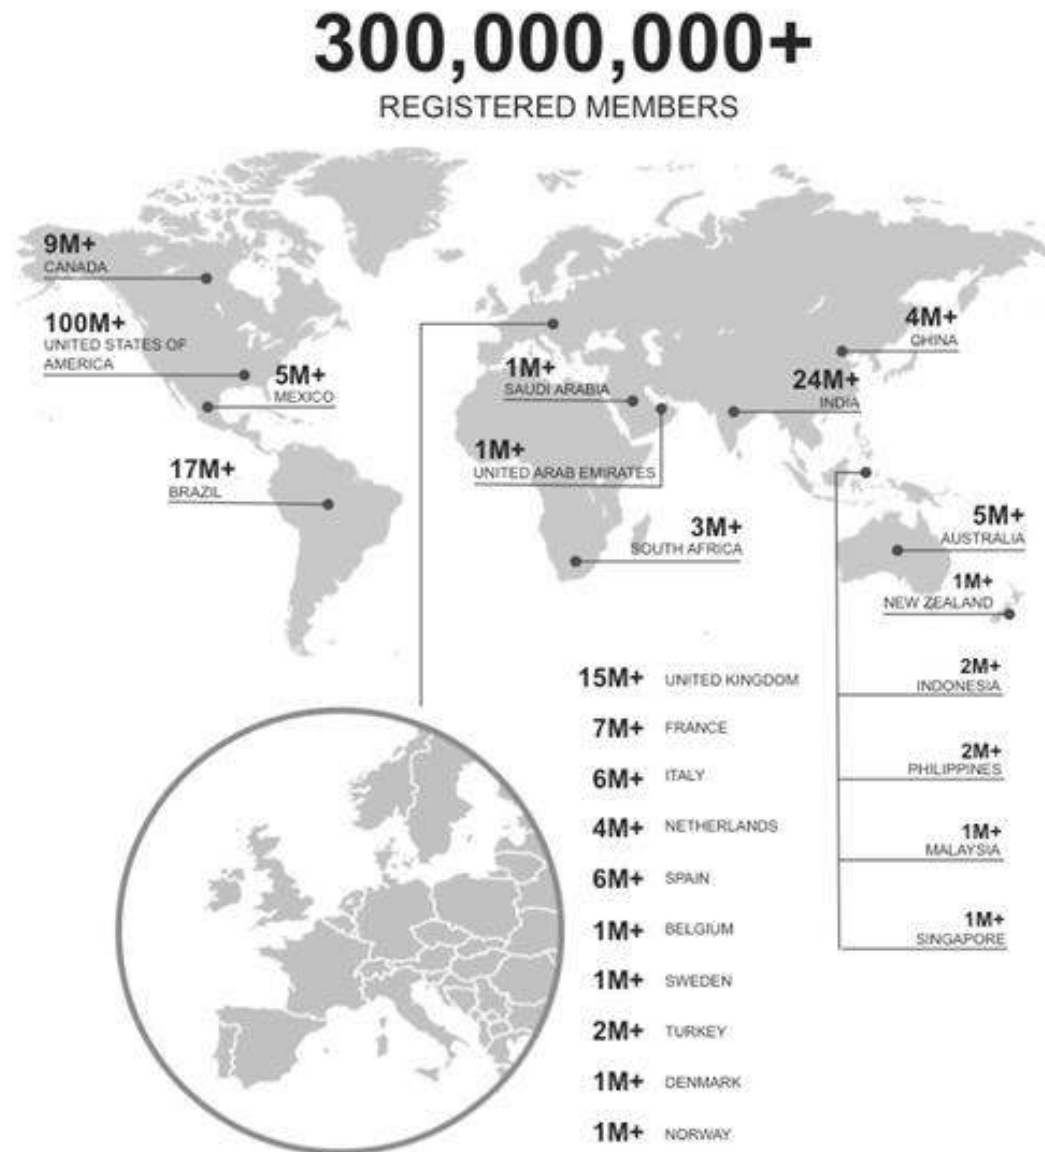 300,000,000+
REGISTERED MEMBERS
9M+
CANADA
100M+
UNITED STATES OF
AMERICA
5M+
MEXICO
17M+
BRAZIL
1M+
SAUDI ARABIA
1M+
UNITED ARAB EMIRATES
3M+
SOUTH AFRICA
4M+
CHINA
24M+
INDIA
5M+
AUSTRALIA
1M+
NEW ZEALAND
2M+
INDONESIA
2M+
PHILIPPINES
1M+
MALAYSIA
1M+
SINGAPORE
15M+ UNITED KINGDOM
7M+ FRANCE
6M+ ITALY
4M+ NETHERLANDS
6M+ SPAIN
1M+ BELGIUM
1M+ SWEDEN
2M+ TURKEY
1M+ DENMARK
1M+ NORWAY